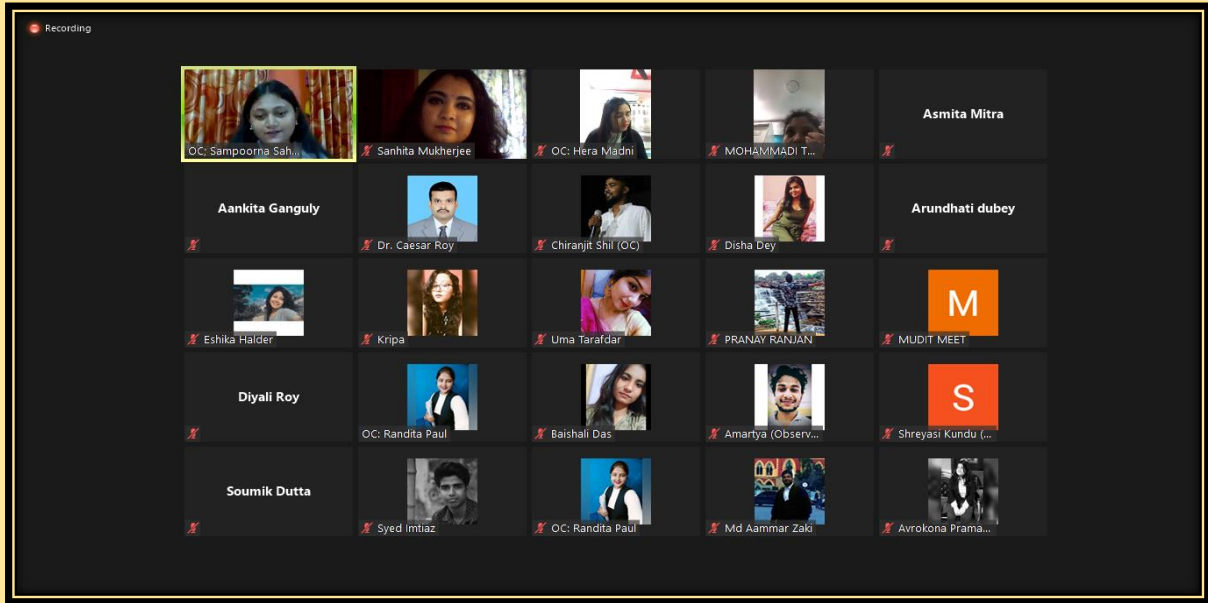 Recording
OC; Sampoorna Sah...
Sanhita Mukherjee
OC: Hera Madni
MOHAMMADI T...
Asmita Mitra
Aankita Ganguly
Dr. Caesar Roy
Chiranjit Shil (OC)
Disha Dey
Arundhati dubey
Eshika Halder
Kripa
Uma Tarafdar
PRANAY RANJAN
M
MUDIT MEET
Diyali Roy
OC: Randita Paul
Baishali Das
Amartya (Observ...
S
Shreyasi Kundu (...
Soumik Dutta
Syed Imtiaz
OC: Randita Paul
Md Aammar Zaki
Avrokona Prama...